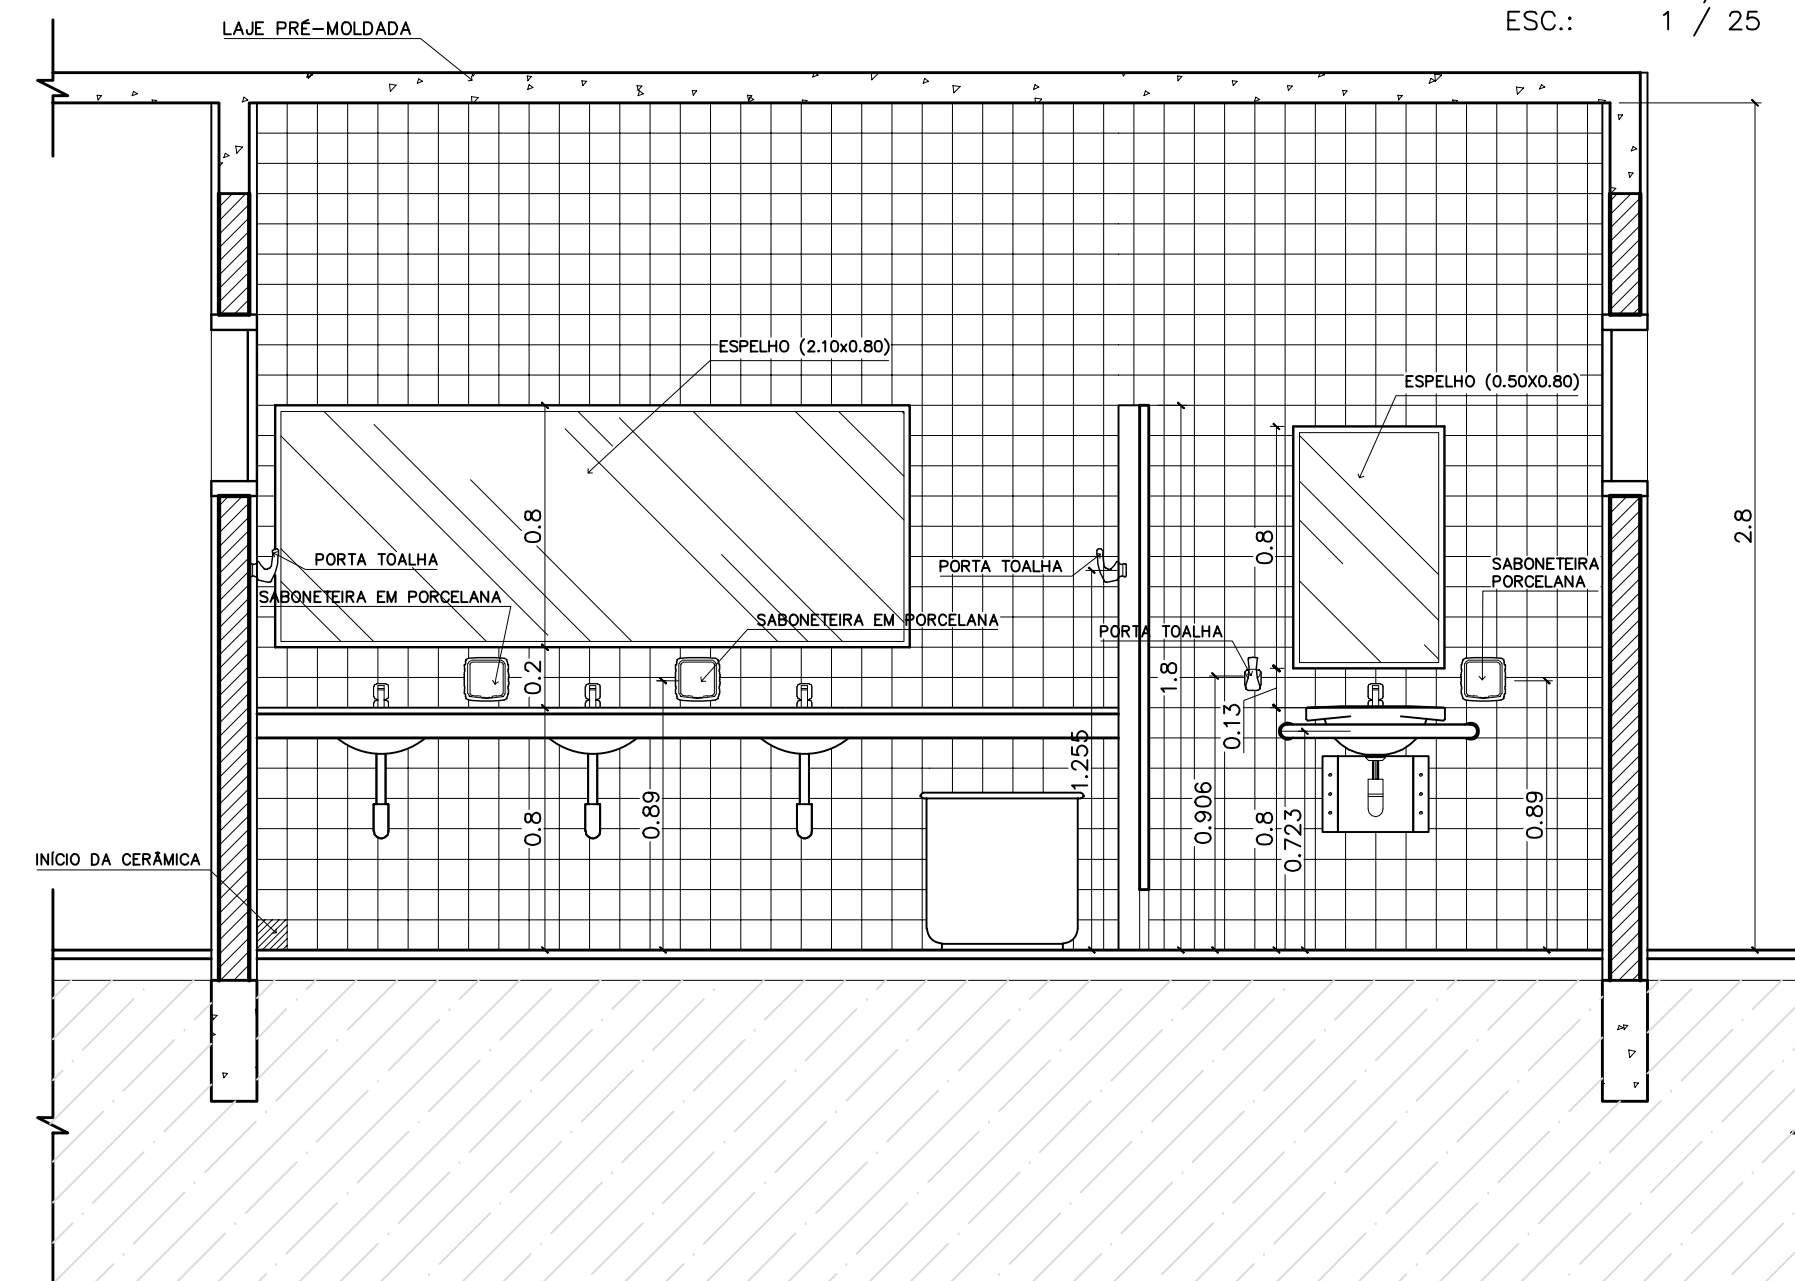 ESC.: 1 / 25
LAJE PRÉ-MOLDADA
ESPELHO (2.10x0.80)
ESPELHO (0.50X0.80)
0.8
0.8
2.8
PORTA TOALHA
PORTA TOALHA
SABONETEIRA
PORCELANA
SABONETEIRA EM PORCELANA
SABONETEIRA EM PORCELANA
PORTA TOALHA
0.2
1.8
0.13
1.255
0.906
0.8
0.89
0.8
0.723
0.89
INÍCIO DA CERÂMICA